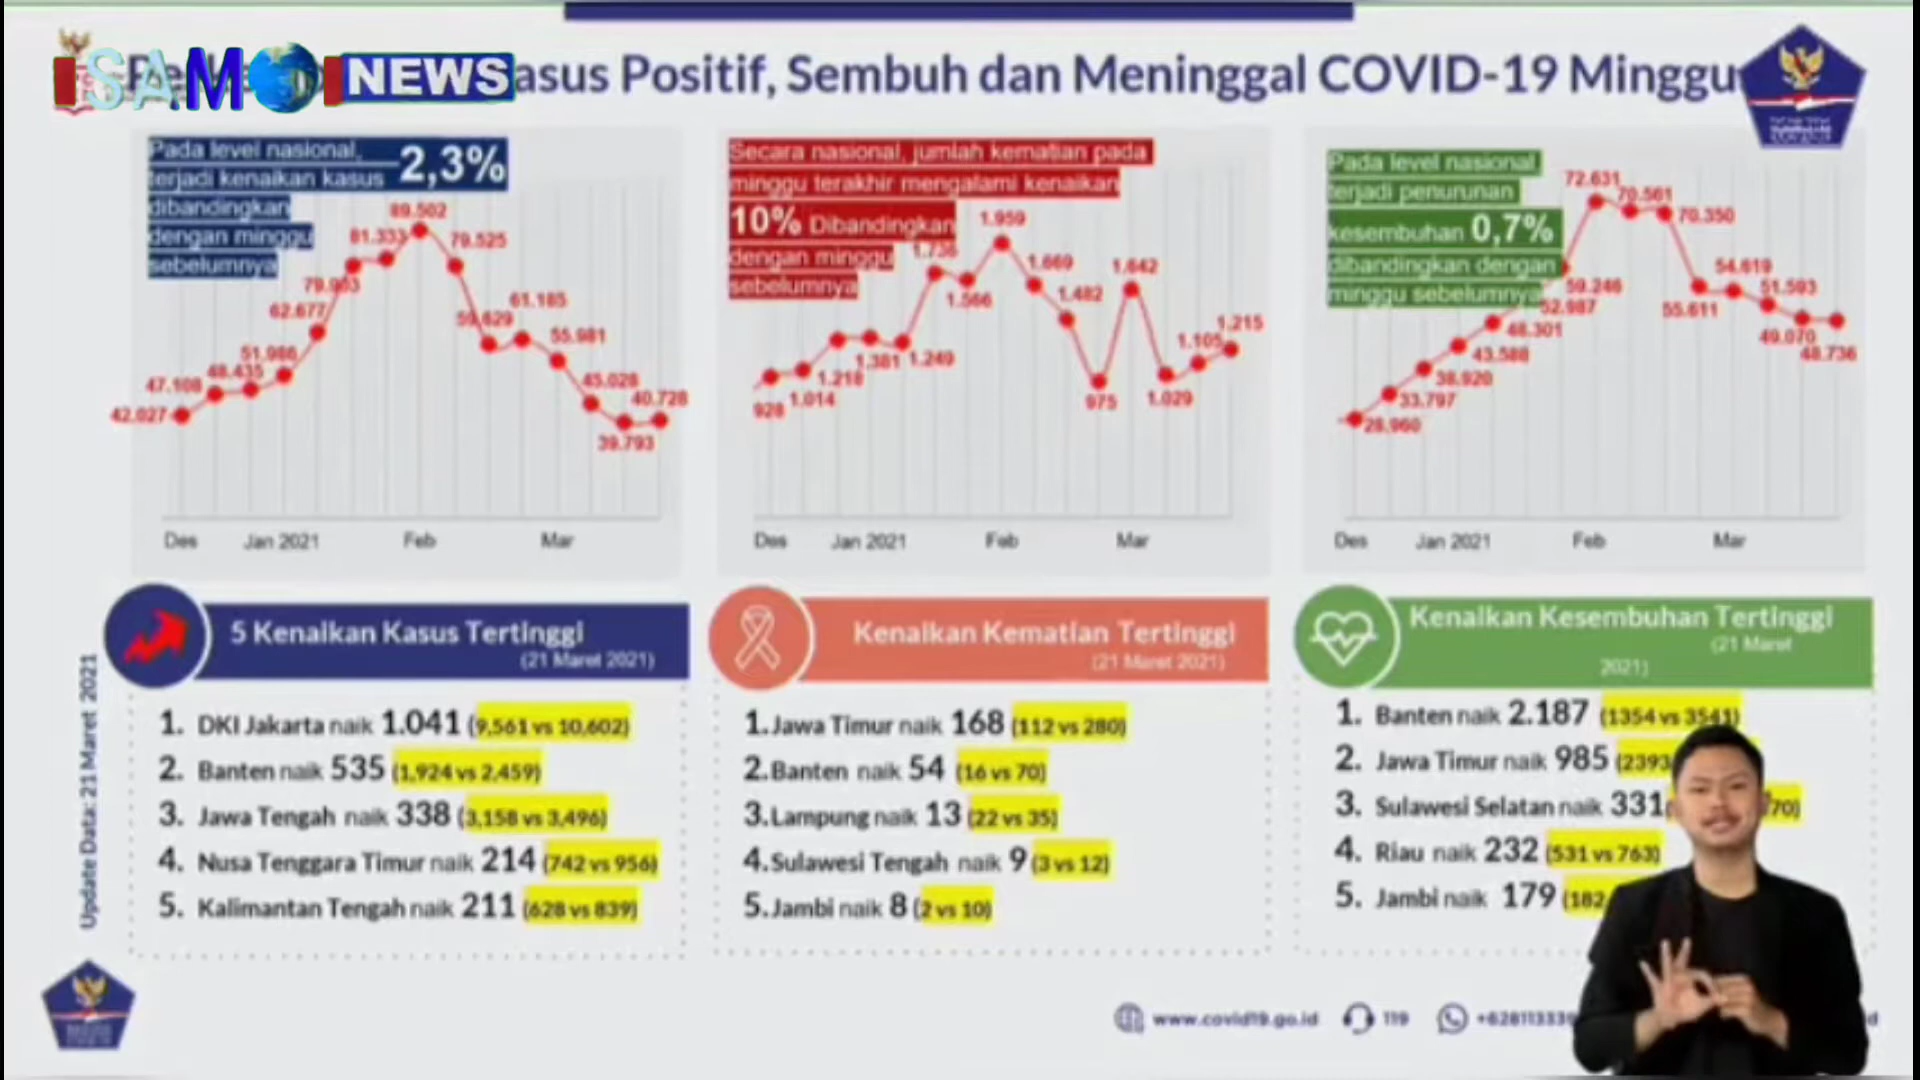 SAM NEWS
asus Positif, Sembuh dan Meninggal COVID-19 Minggu
Pada level nasional,
terjadi kenaikan kasus 2,3%
dibandingkan
dengan minggu
sebelumnya
89.502
81.333
79.525
79.903
62.677
61.185
59.629
55.981
51.986
48.435
47.108
42.027
45.028
40.728
39.793
Des Jan 2021 Feb Mar
Secara nasional, jumlah kematian pada
minggu terakhir mengalami kenaikan
10% Dibandingkan
dengan minggu
sebelumnya
1.959
1.736
1.669
1.642
1.566
1.482
1.215
1.105
1.381
1.249
1.218
928
1.014
975
1.029
Des Jan 2021 Feb Mar
Pada level nasional
terjadi penurunan
kesembuhan 0,7%
dibandingkan dengan
minggu sebelumnya
72.631
70.561
70.350
59.246
54.619
51.593
52.987
55.611
48.301
49.070
43.588
48.736
38.920
33.797
28.960
Des Jan 2021 Feb Mar
5 Kenaikan Kasus Tertinggi
(21 Maret 2021)
1. DKI Jakarta naik 1.041 (9,561 vs 10,602)
2. Banten naik 535 (1,924 vs 2,459)
3. Jawa Tengah naik 338 (3,158 vs 3,496)
4. Nusa Tenggara Timur naik 214 (742 vs 956)
5. Kalimantan Tengah naik 211 (628 vs 839)
Kenaikan Kematian Tertinggi
(21 Maret 2021)
1.Jawa Timur naik 168 (112 vs 280)
2.Banten naik 54 (16 vs 70)
3.Lampung naik 13 (22 vs 35)
4.Sulawesi Tengah naik 9 (3 vs 12)
5.Jambi naik 8 (2 vs 10)
Kenaikan Kesembuhan Tertinggi
(21 Maret
2021)
1. Banten naik 2.187 (1354 vs 3541)
2. Jawa Timur naik 985 (2393
3. Sulawesi Selatan naik 331 70)
4. Riau naik 232 (531 vs 763)
5. Jambi naik 179 (182
Update Data: 21 Maret 2021
www.covid19.go.id 119